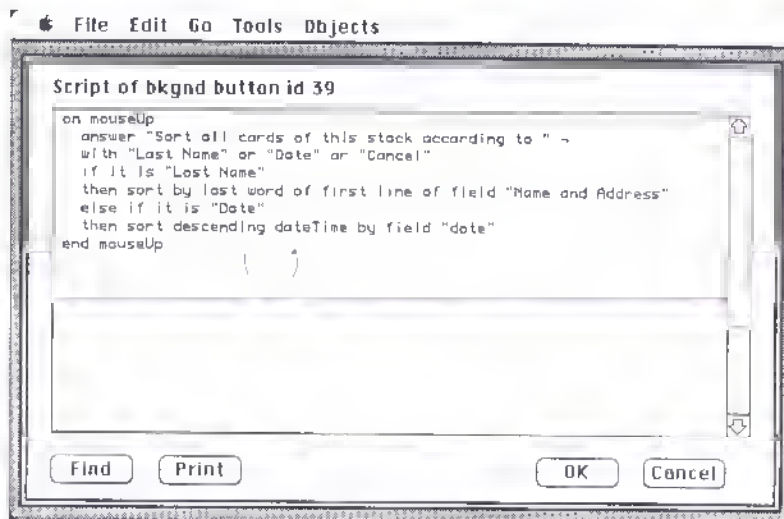 File Edit Go Tools Objects
Script of bkgnd button id 39
on mouseUp
answer "Sort all cards of this stack according to " ¬
with "Last Name" or "Date" or "Cancel"
if it is "Last Name"
then sort by last word of first line of field "Name and Address"
else if it is "Date"
then sort descending dateTime by field "date"
end mouseUp
Find Print OK Cancel